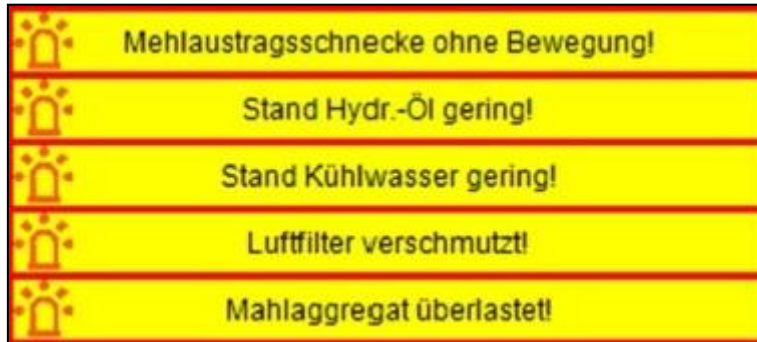 Mehlaustragsschnecke ohne Bewegung!
Stand Hydr.-Öl gering!
Stand Kühlwasser gering!
Luftfilter verschmutzt!
Mahlaggregat überlastet!